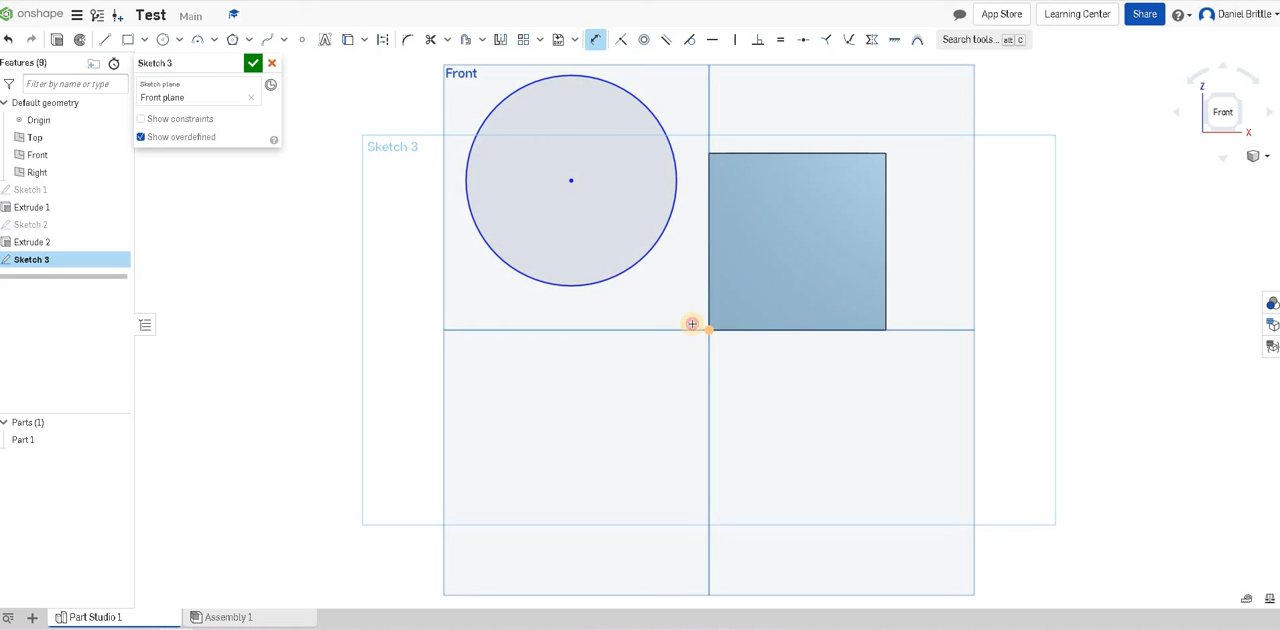 onshape Test Main App Store Learning Center Share Daniel Brittle
Search tools... alt C
Features (9)
Filter by name or type
Default geometry
Origin
Top
Front
Right
Sketch 1
Extrude 1
Sketch 2
Extrude 2
Sketch 3
Parts (1)
Part 1
Sketch 3
Sketch plane
Front plane
Show constraints
Show overdefined
Front
Sketch 3
Z
Front
X
Part Studio 1 Assembly 1